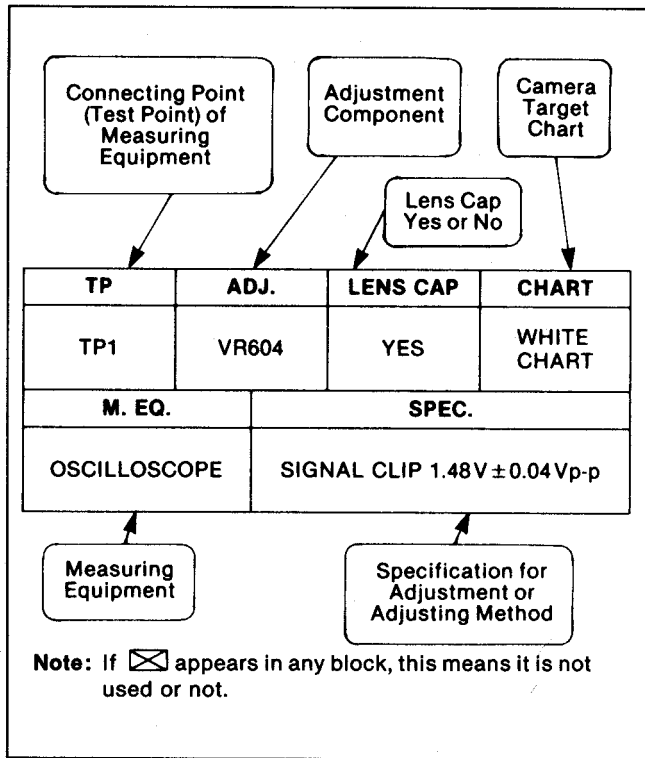 Connecting Point
(Test Point) of
Measuring
Equipment
Adjustment
Component
Camera
Target
Chart
Lens Cap
Yes or No
TP
ADJ.
LENS CAP
CHART
TP1
VR604
YES
WHITE
CHART
M. EQ.
SPEC.
OSCILLOSCOPE
SIGNAL CLIP 1.48V ± 0.04 Vp-p
Measuring
Equipment
Specification for
Adjustment or
Adjusting Method
Note: If ☒ appears in any block, this means it is not
used or not.